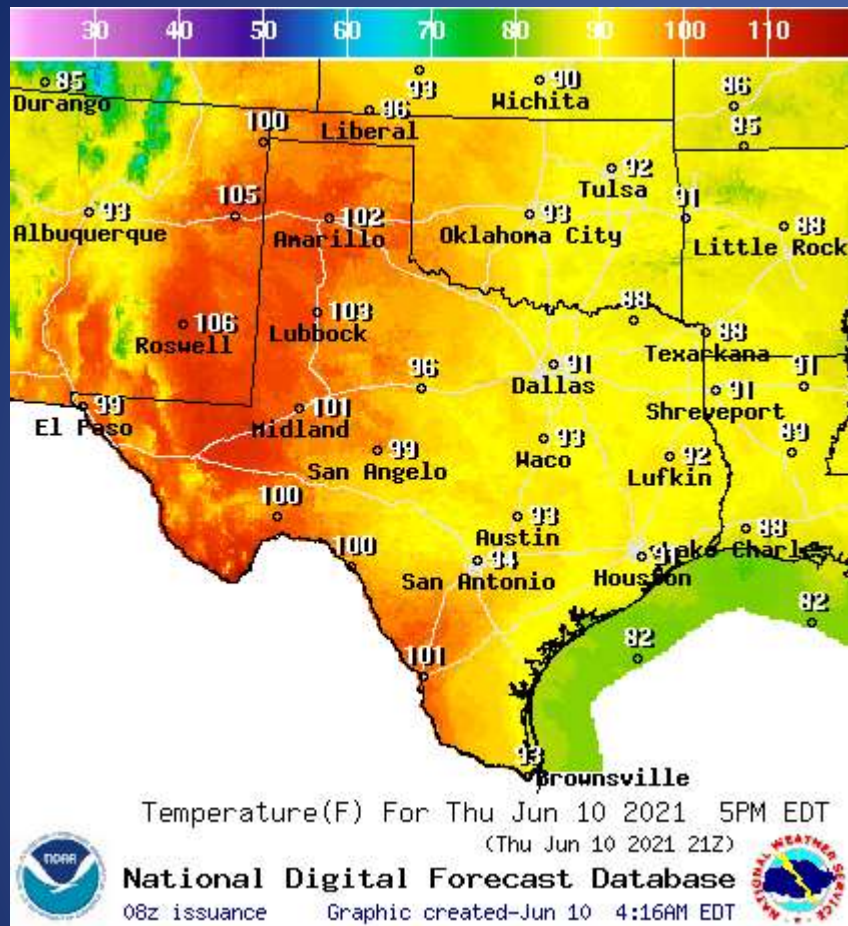 30 40 50 60 70 80 90 100 110
85
Durango
93
90
Wichita
86
96
Liberal
85
100
92
Tulsa
93
Albuquerque
105
102
Amarillo
93
Oklahoma City
91
88
Little Rock
106
Roswell
103
Lubbock
88
88
Texarkana
96
91
Dallas
91
Shreveport
91
99
El Paso
101
Midland
99
San Angelo
93
Waco
92
Lufkin
89
100
93
Austin
88
Lake Charles
100
94
San Antonio
91
Houston
82
82
101
93
Brownsville
Temperature(F) For Thu Jun 10 2021 5PM EDT
(Thu Jun 10 2021 21Z)
National Digital Forecast Database
08z issuance Graphic created-Jun 10 4:16AM EDT
NOAA
NATIONAL WEATHER SERVICE